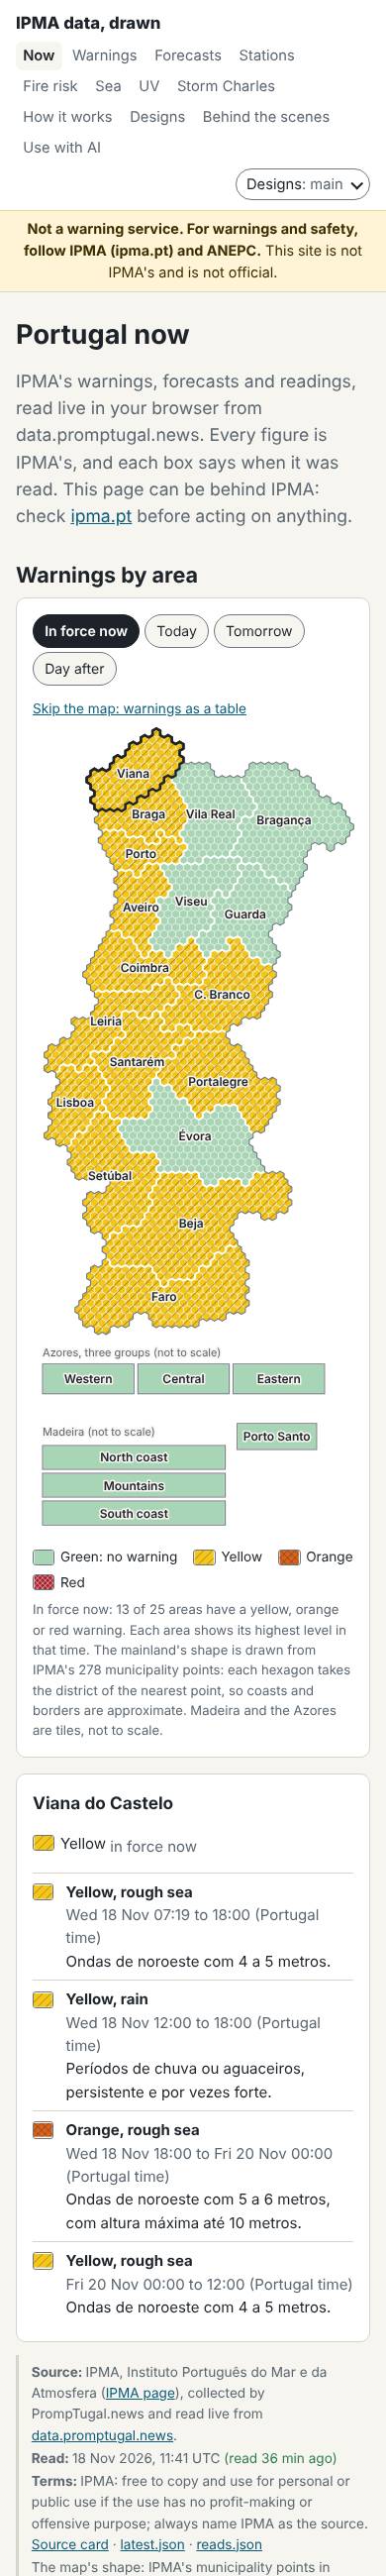 IPMA data, drawn
Now Warnings Forecasts Stations
Fire risk Sea UV Storm Charles
How it works Designs Behind the scenes
Use with AI
Designs: main
Not a warning service. For warnings and safety,
follow IPMA (ipma.pt) and ANEPC. This site is not
IPMA's and is not official.
Portugal now
IPMA's warnings, forecasts and readings,
read live in your browser from
data.promptugal.news. Every figure is
IPMA's, and each box says when it was
read. This page can be behind IPMA:
check ipma.pt before acting on anything.
Warnings by area
In force now Today Tomorrow
Day after
Skip the map: warnings as a table
Viana
Braga Vila Real Bragança
Porto
Aveiro Viseu Guarda
Coimbra
C. Branco
Leiria
Santarém
Portalegre
Lisboa
Évora
Setúbal
Beja
Faro
Azores, three groups (not to scale)
Western Central Eastern
Madeira (not to scale) Porto Santo
North coast
Mountains
South coast
Green: no warning Yellow Orange
Red
In force now: 13 of 25 areas have a yellow, orange
or red warning. Each area shows its highest level in
that time. The mainland's shape is drawn from
IPMA's 278 municipality points: each hexagon takes
the district of the nearest point, so coasts and
borders are approximate. Madeira and the Azores
are tiles, not to scale.
Viana do Castelo
Yellow in force now
Yellow, rough sea
Wed 18 Nov 07:19 to 18:00 (Portugal
time)
Ondas de noroeste com 4 a 5 metros.
Yellow, rain
Wed 18 Nov 12:00 to 18:00 (Portugal
time)
Períodos de chuva ou aguaceiros,
persistente e por vezes forte.
Orange, rough sea
Wed 18 Nov 18:00 to Fri 20 Nov 00:00
(Portugal time)
Ondas de noroeste com 5 a 6 metros,
com altura máxima até 10 metros.
Yellow, rough sea
Fri 20 Nov 00:00 to 12:00 (Portugal time)
Ondas de noroeste com 4 a 5 metros.
Source: IPMA, Instituto Português do Mar e da
Atmosfera (IPMA page), collected by
PrompTugal.news and read live from
data.promptugal.news.
Read: 18 Nov 2026, 11:41 UTC (read 36 min ago)
Terms: IPMA: free to copy and use for personal or
public use if the use has no profit-making or
offensive purpose; always name IPMA as the source.
Source card · latest.json · reads.json
The map's shape: IPMA's municipality points in